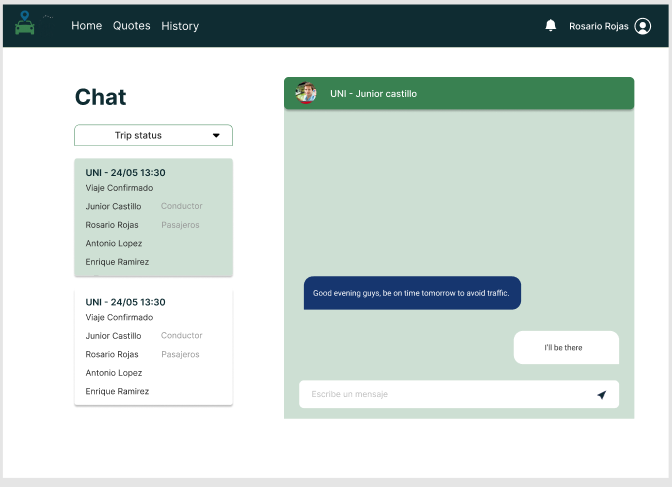 Home Quotes History
Rosario Rojas
Chat
Trip status
UNI - 24/05 13:30
Viaje Confirmado
Junior Castillo Conductor
Rosario Rojas Pasajeros
Antonio Lopez
Enrique Ramirez
UNI - 24/05 13:30
Viaje Confirmado
Junior Castillo Conductor
Rosario Rojas Pasajeros
Antonio Lopez
Enrique Ramirez
UNI - Junior castillo
Good evening guys, be on time tomorrow to avoid traffic.
I'll be there
Escribe un mensaje